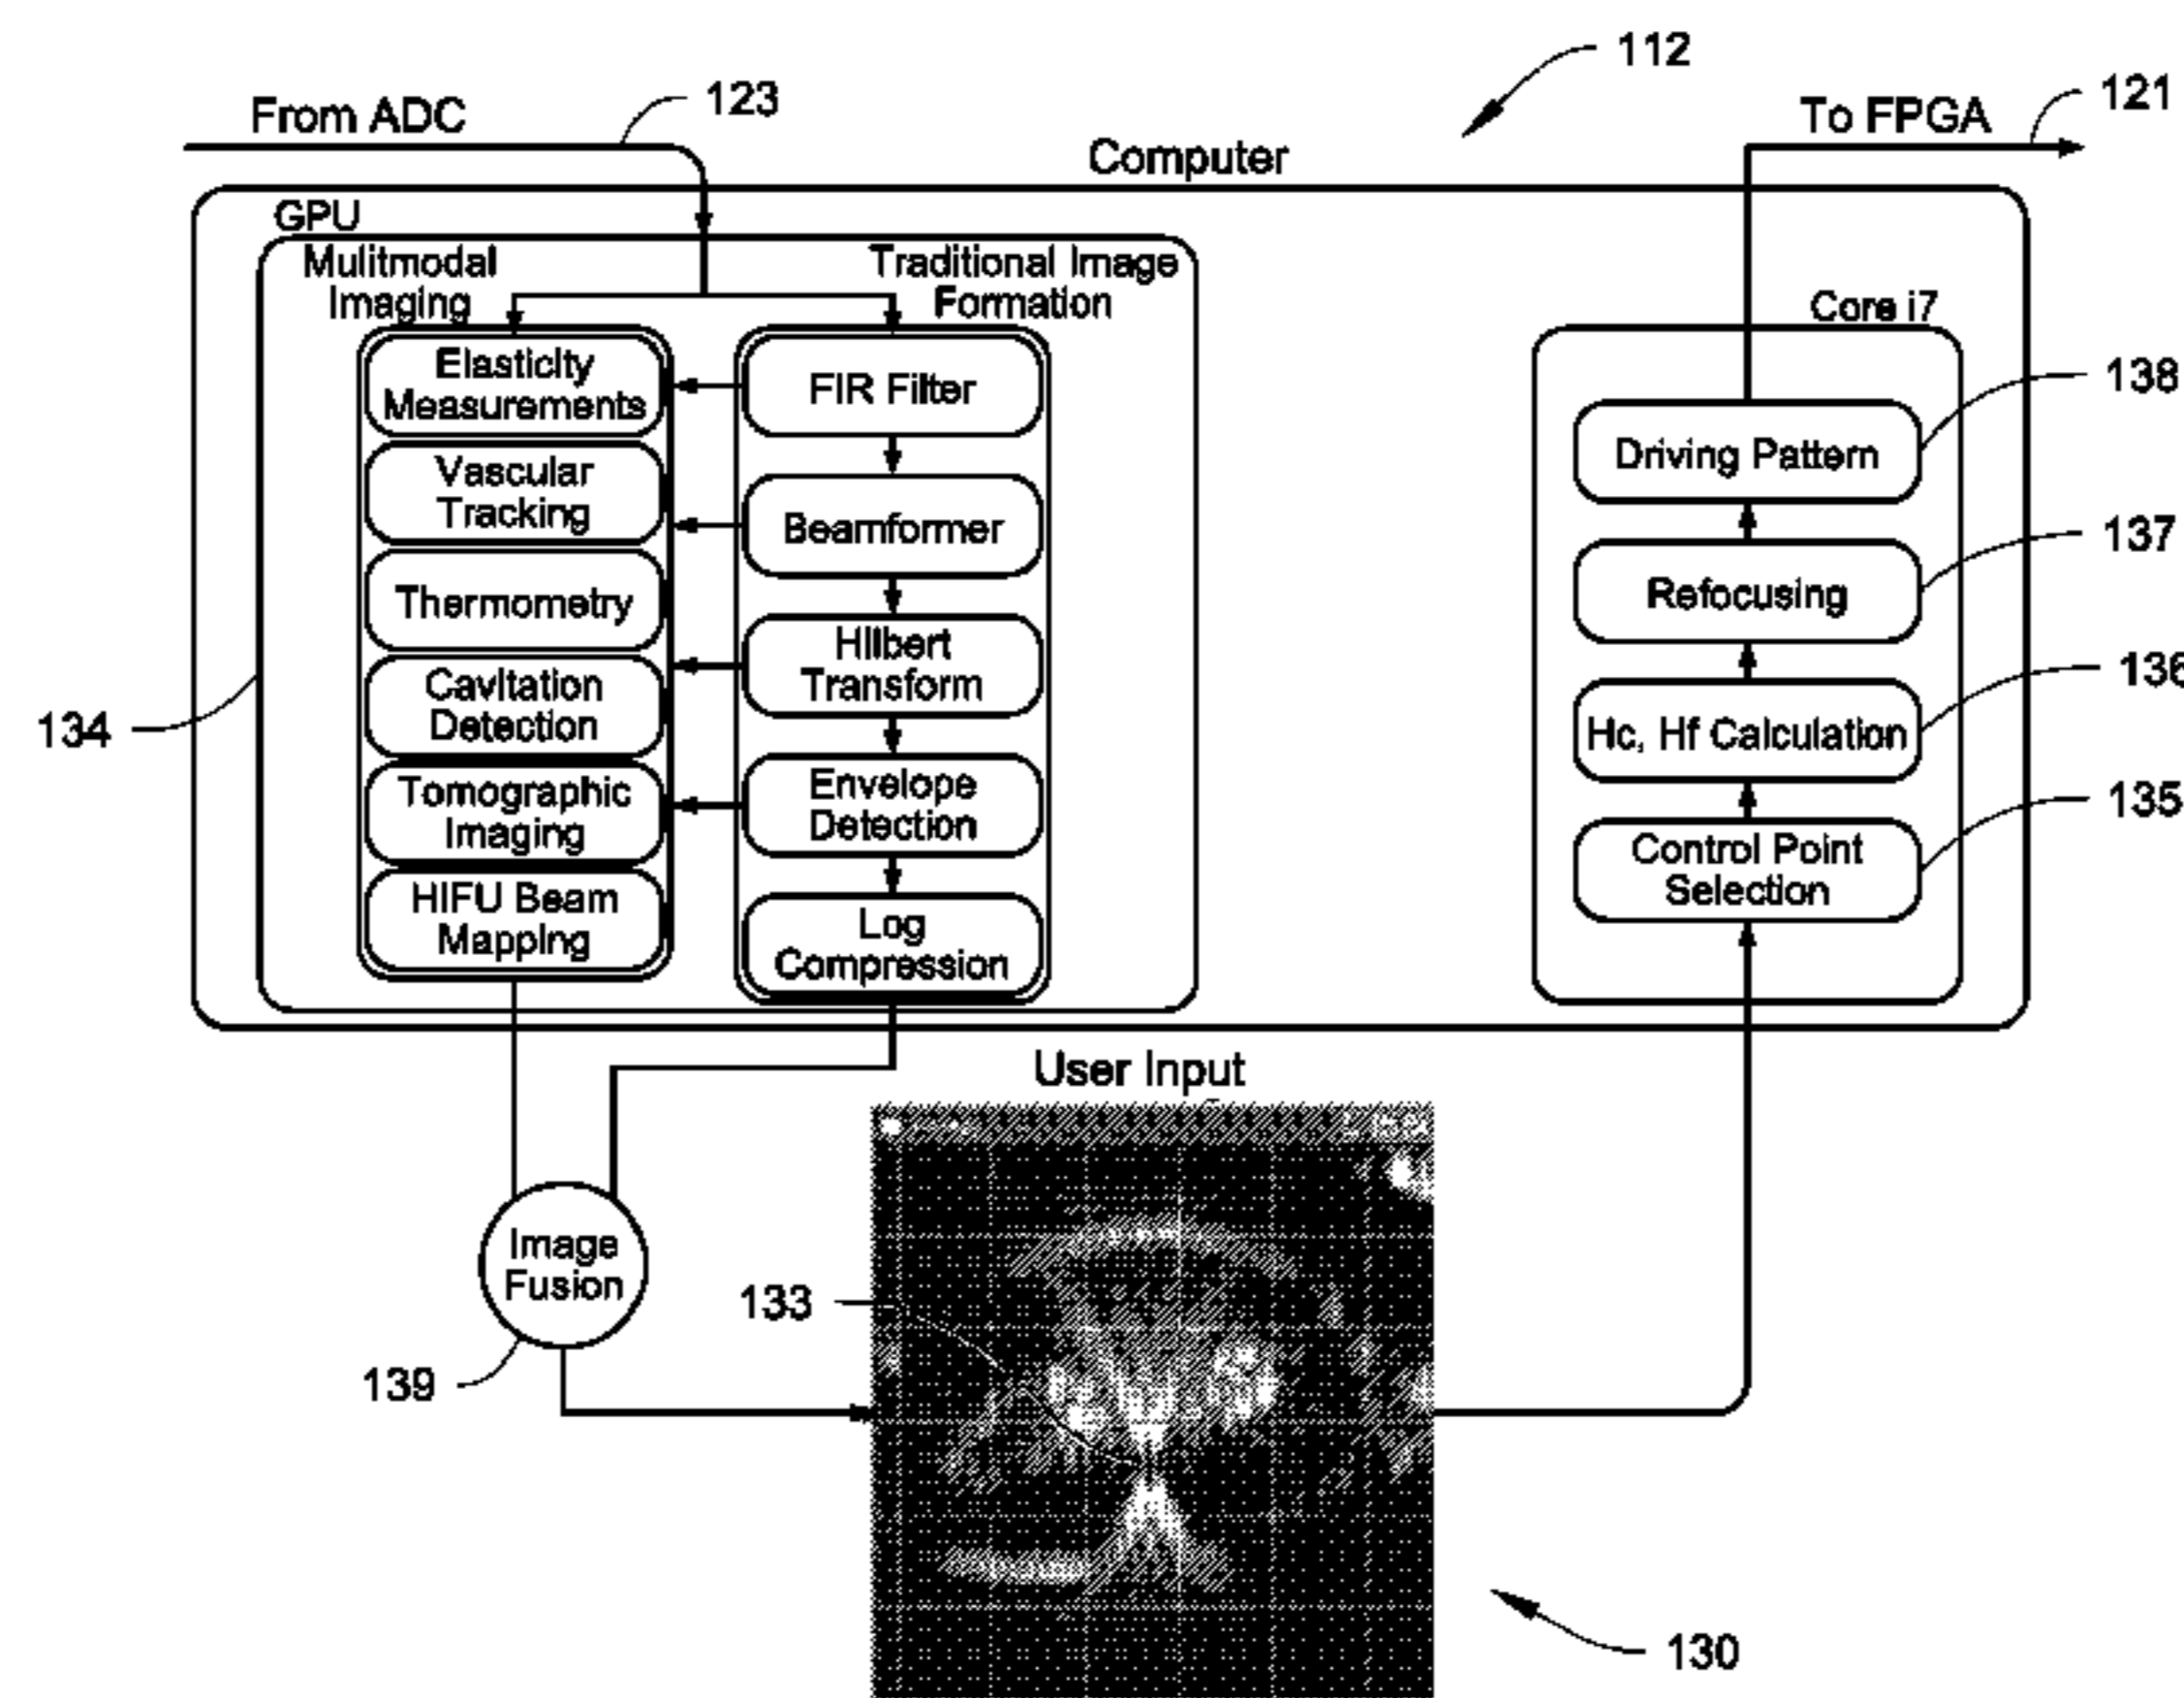 112
From ADC
123
To FPGA
121
Computer
GPU
Mulitmodal
Imaging
Traditional Image
Formation
Core i7
Elasticity
Measurements
FIR Filter
138
Driving Pattern
Vascular
Tracking
Beamformer
137
Refocusing
Thermometry
Hilbert
Transform
136
Hc, Hf Calculation
134
Cavitation
Detection
Envelope
Detection
135
Tomographic
Imaging
Control Point
Selection
HIFU Beam
Mapping
Log
Compression
User Input
Image
Fusion
133
139
130